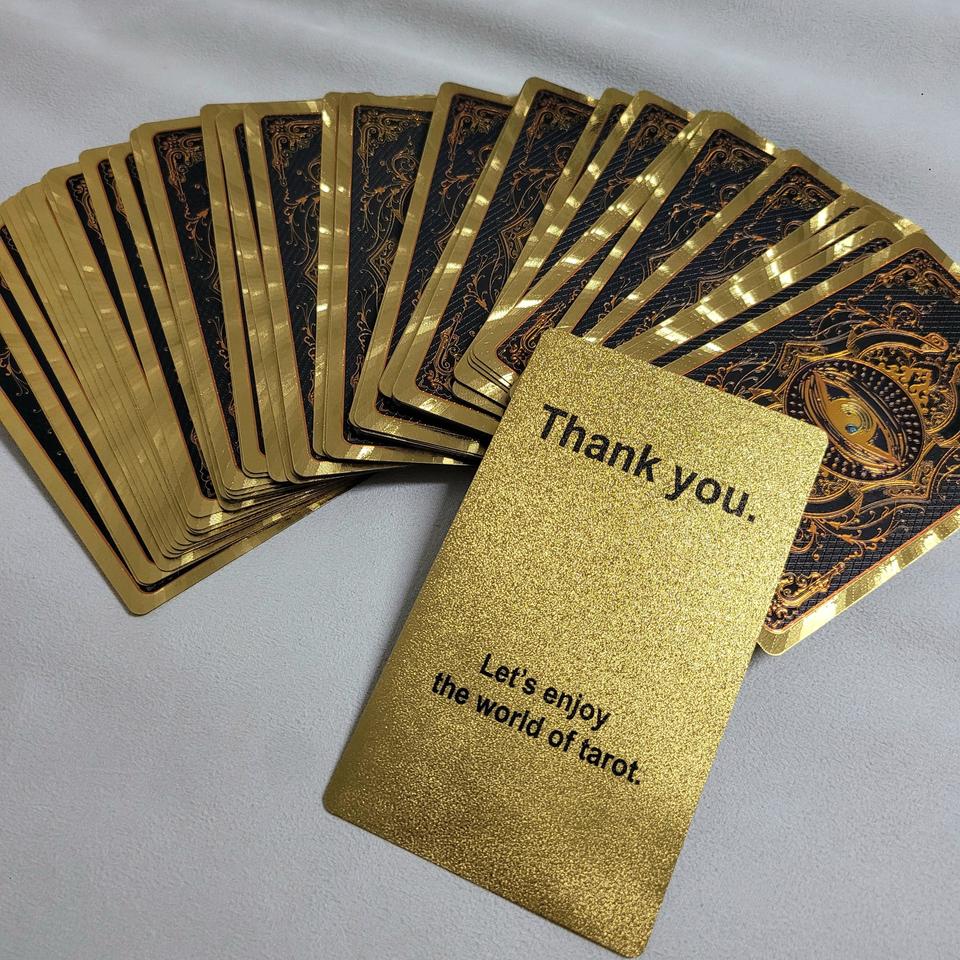 Thank you.
Let's enjoy
the world of tarot.